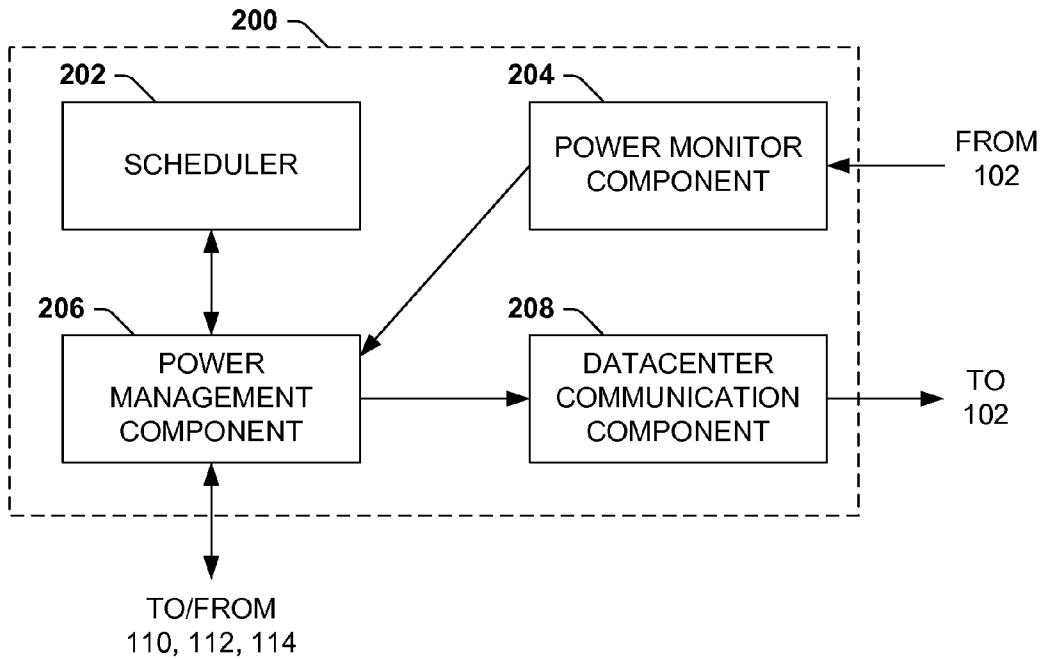 200
202
204
SCHEDULER
POWER MONITOR
COMPONENT
FROM
102
206
208
POWER
MANAGEMENT
COMPONENT
DATACENTER
COMMUNICATION
COMPONENT
TO
102
TO/FROM
110, 112, 114